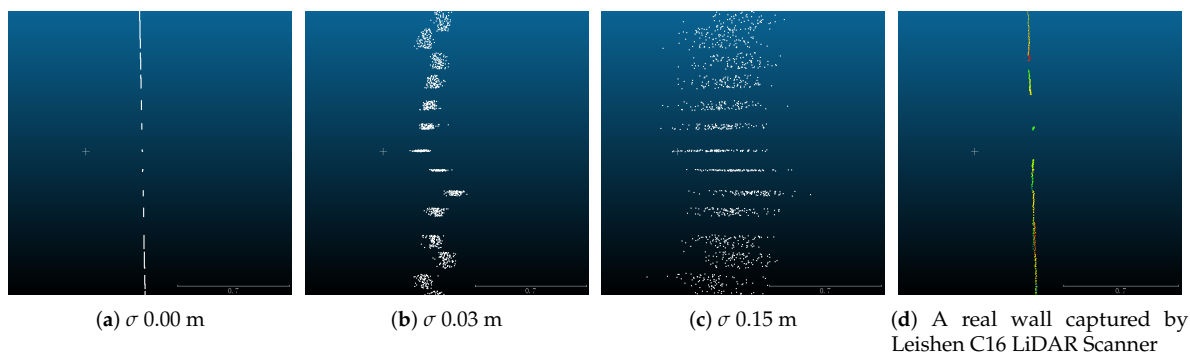 0.7
0.7
0.7
0.7
(a) σ 0.00 m
(b) σ 0.03 m
(c) σ 0.15 m
(d) A real wall captured by
Leishen C16 LiDAR Scanner